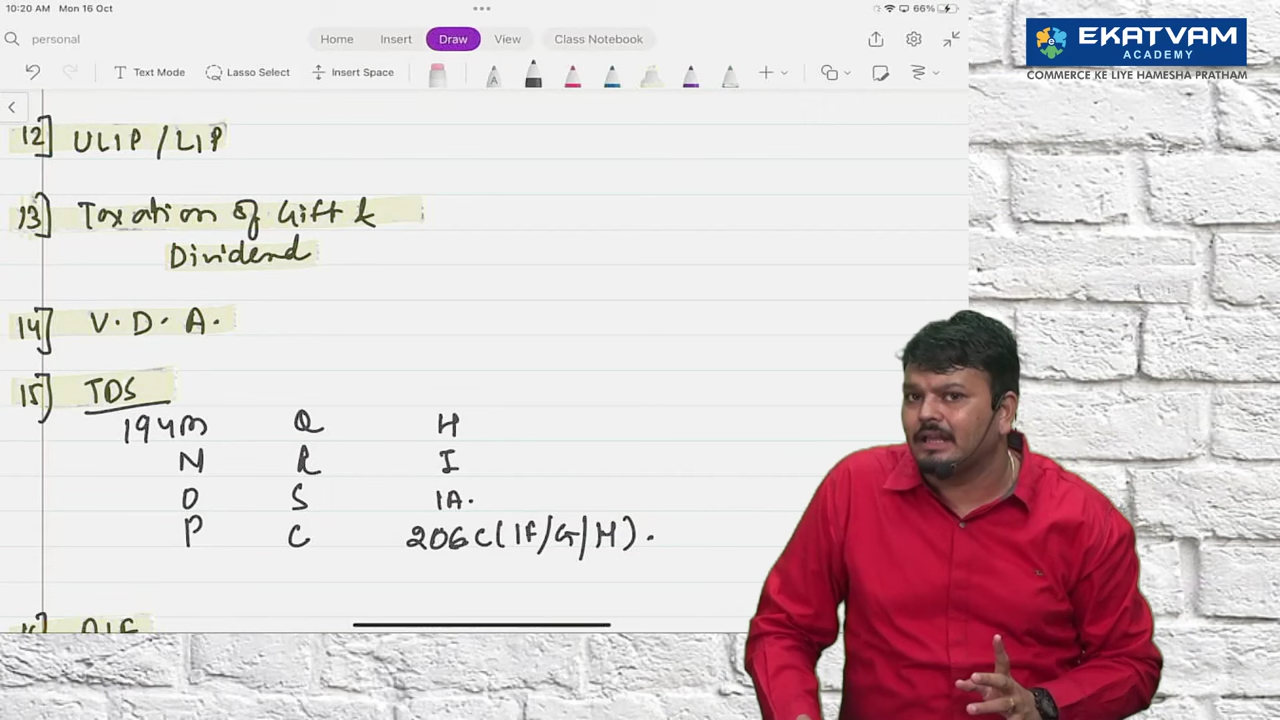 10:20 AM Mon 16 Oct
66%
personal
Insert
Draw
View
Class Notebook
Text Mode
Lasso Select
Insert Space
EKATVAM
ACADEMY
COMMERCE KE LIYE HAMESHA PRATHAM
12] ULIP / LIP
13] Taxation of Gift &
Dividend
14] V. D. A.
15] TDS
194M Q H
N R I
O S IA.
P C 206C(1F/G/H).